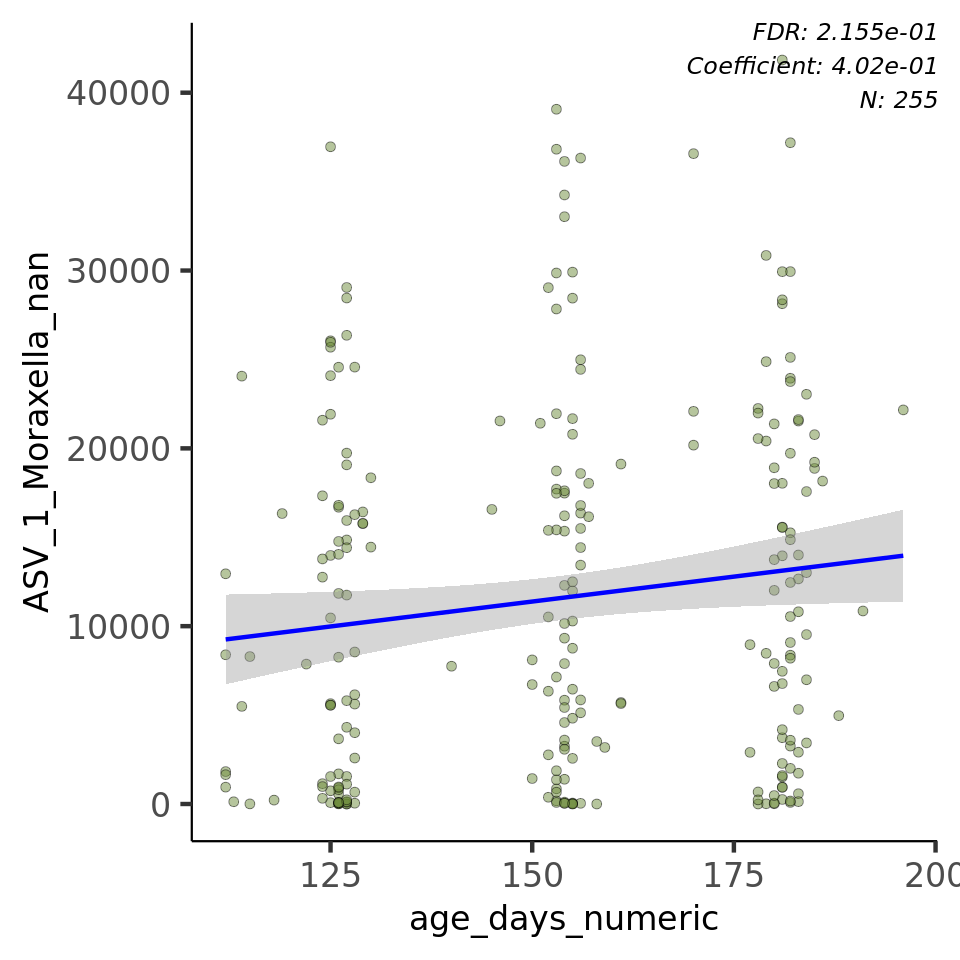 FDR: 2.155e-01
Coefficient: 4.02e-01
N: 255
40000
30000
20000
10000
0
ASV_1_Moraxella_nan
125 150 175 200
age_days_numeric